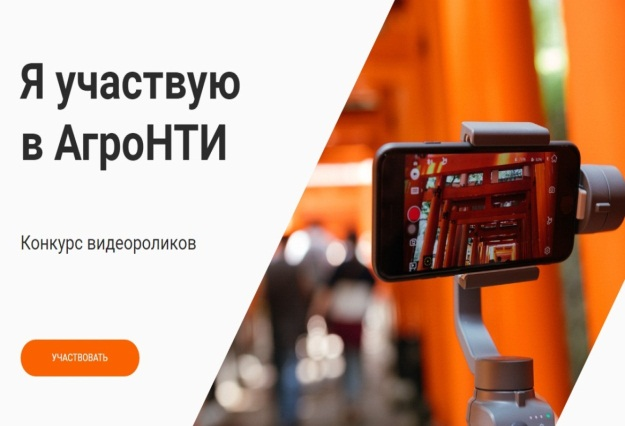 Я участвую
в АгроНТИ
Конкурс видеороликов
УЧАСТВОВАТЬ